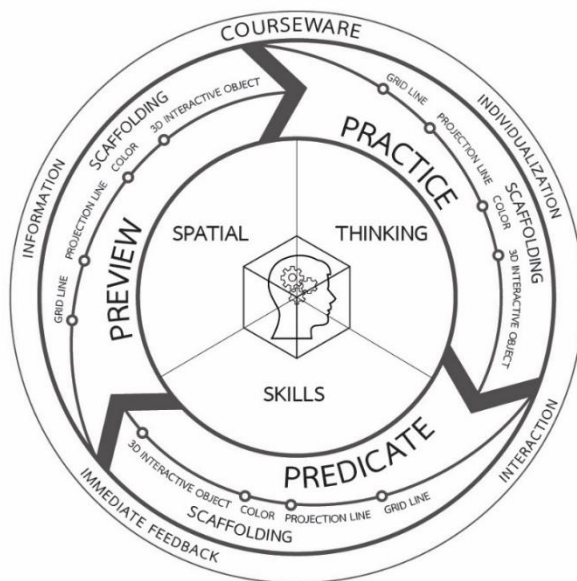 COURSEWARE
INFORMATION
INDIVIDUALIZATION
INTERACTION
IMMEDIATE FEEDBACK
PREVIEW
SCAFFOLDING
GRID LINE
PROJECTION LINE
COLOR
3D INTERACTIVE OBJECT
PRACTICE
SCAFFOLDING
GRID LINE
PROJECTION LINE
COLOR
3D INTERACTIVE OBJECT
PREDICATE
SCAFFOLDING
3D INTERACTIVE OBJECT
COLOR
PROJECTION LINE
GRID LINE
SPATIAL
THINKING
SKILLS